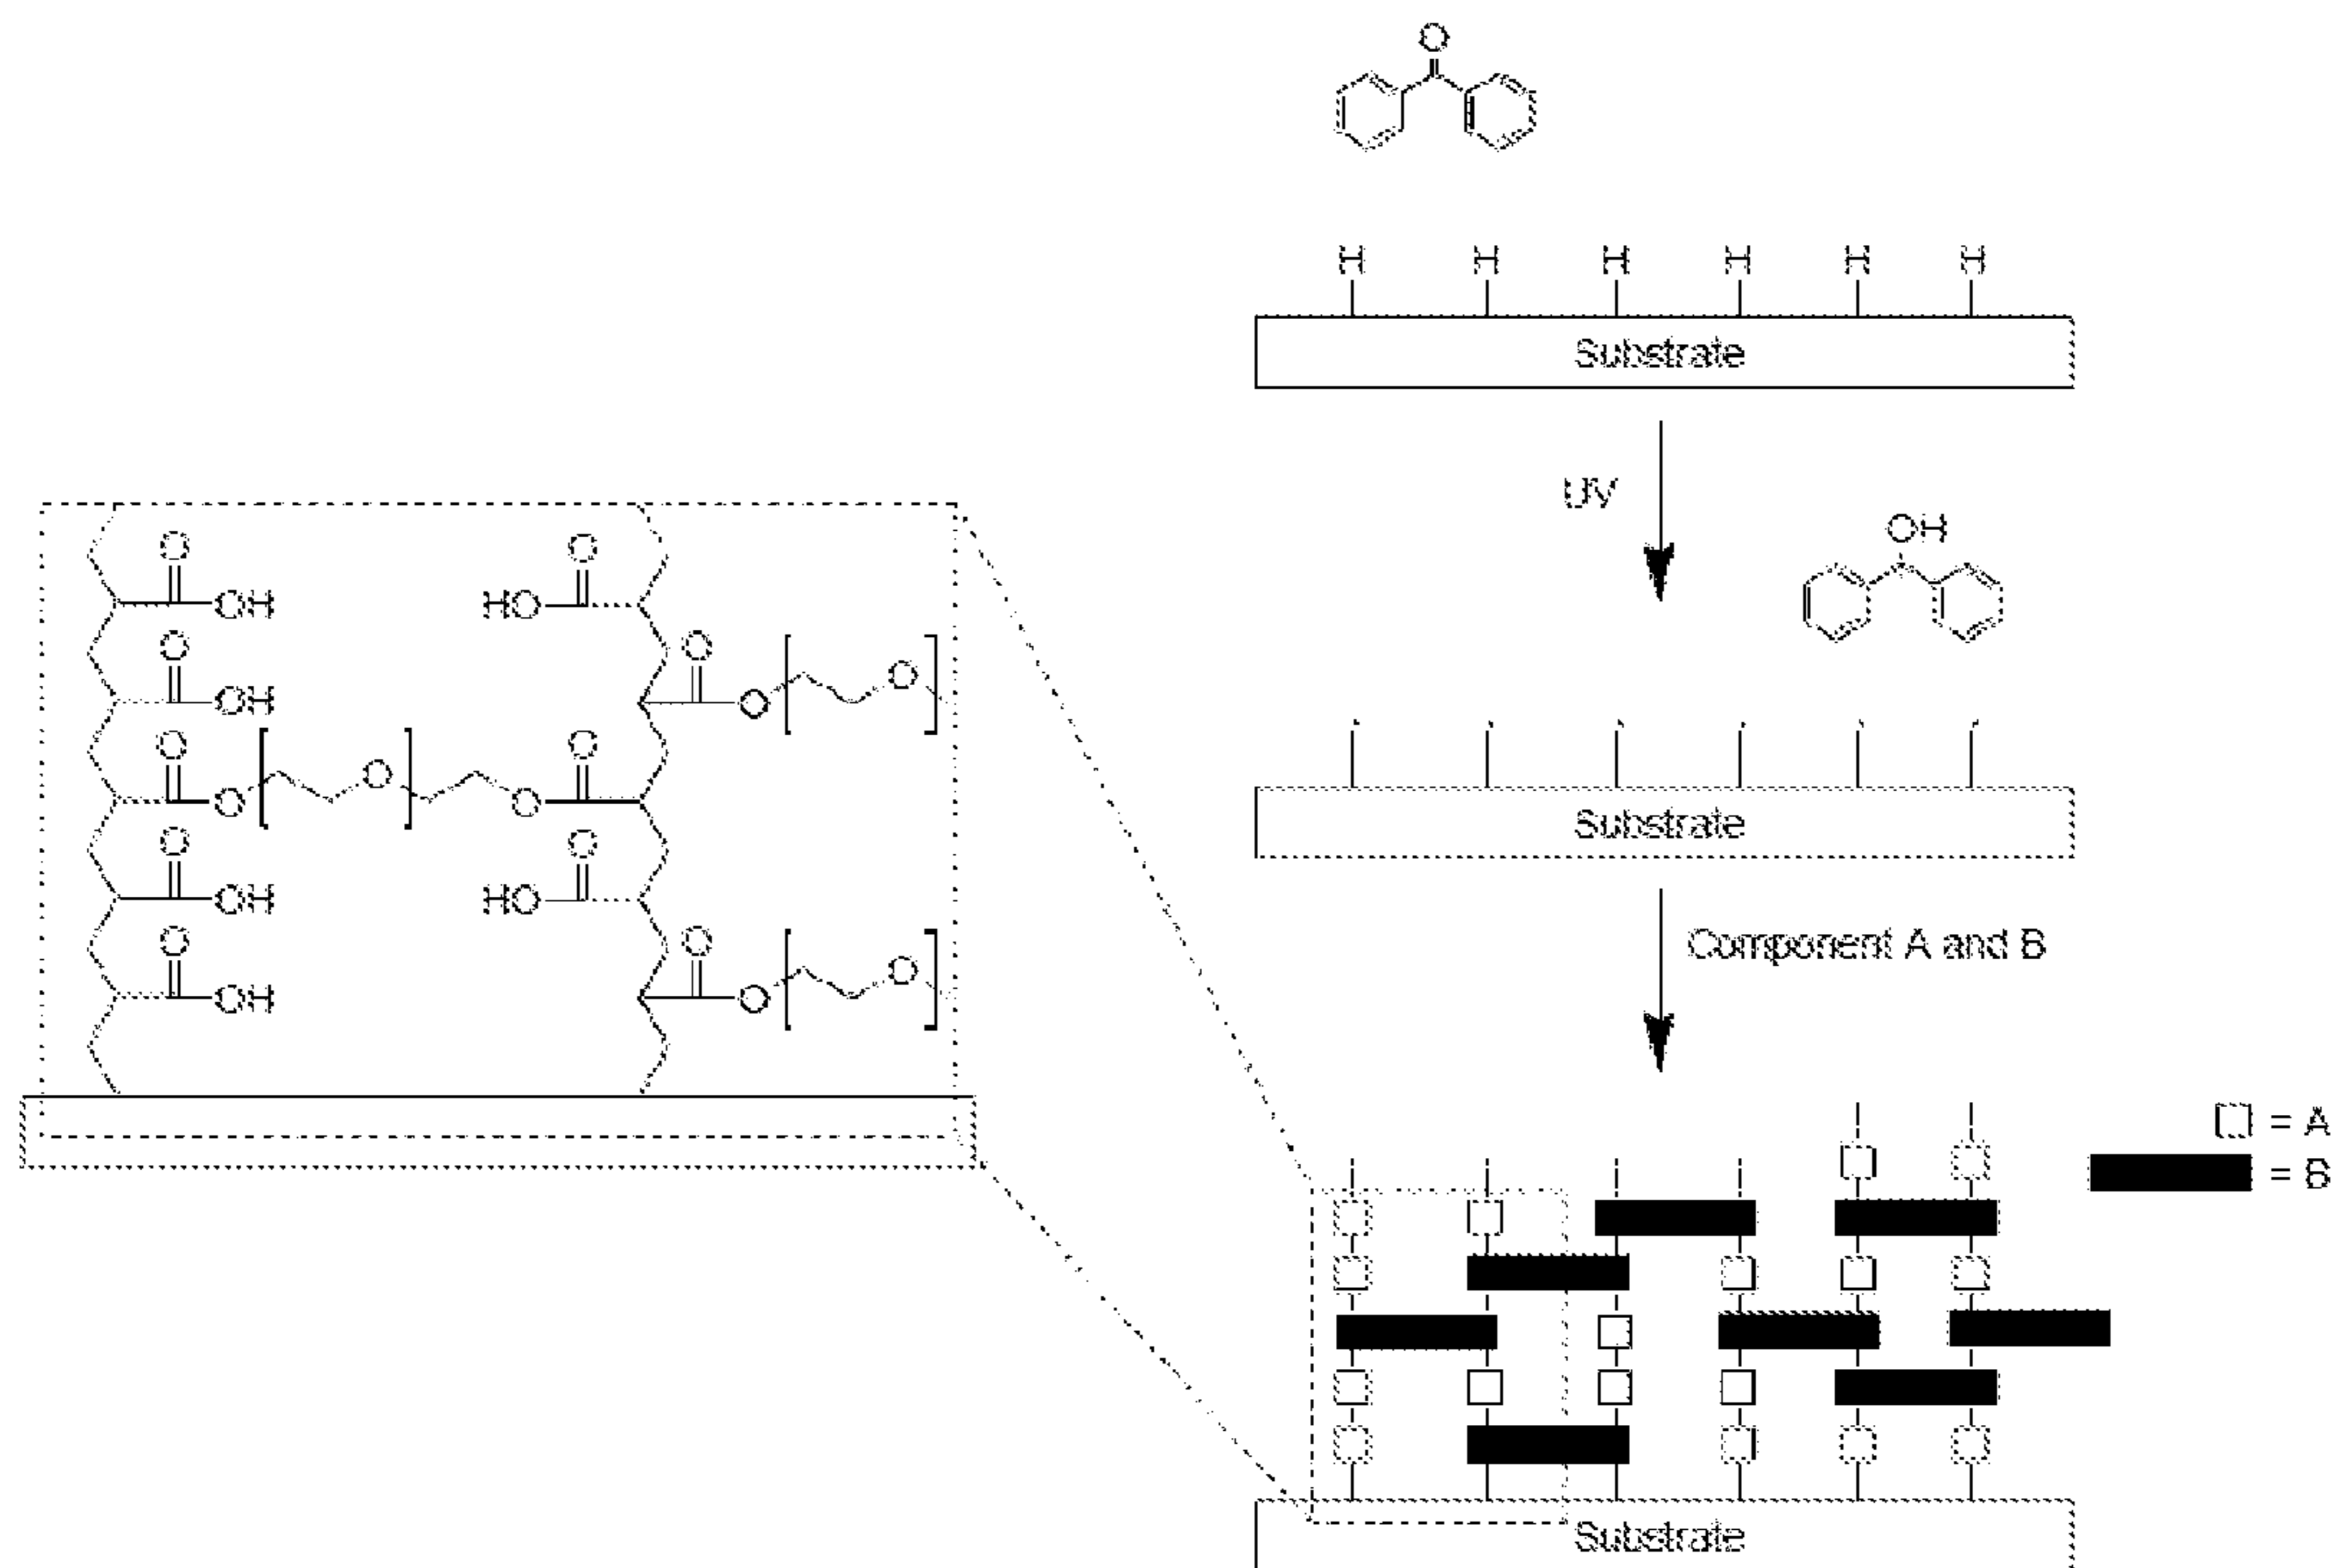 O
H H H H H H
Substrate
UV
OH
O O
OH HO
O O
OH O O
O O
O O O O
O O
OH HO
O O
OH O O
Substrate
Component A and B
= A
= B
Substrate